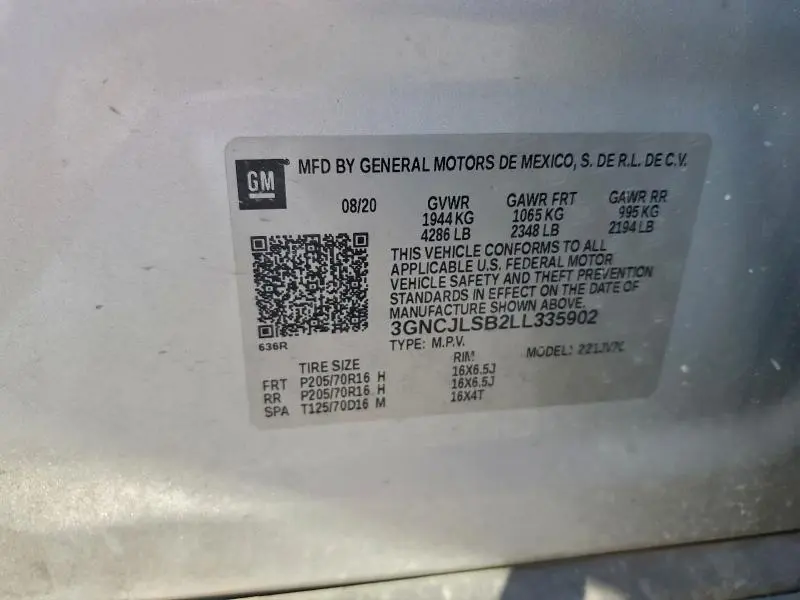 GM MFD BY GENERAL MOTORS DE MEXICO, S. DE R.L. DE C.V.
08/20 GVWR GAWR FRT GAWR RR
1944 KG 1065 KG 995 KG
4286 LB 2348 LB 2194 LB
THIS VEHICLE CONFORMS TO ALL
APPLICABLE U.S. FEDERAL MOTOR
VEHICLE SAFETY AND THEFT PREVENTION
STANDARDS IN EFFECT ON THE DATE OF
MANUFACTURE SHOWN ABOVE.
3GNCJLSB2LL335902
636R TYPE: M.P.V. MODEL:
TIRE SIZE RIM
FRT P205/70R16 H 16X6.5J
RR P205/70R16 H 16X6.5J
SPA T125/70D16 M 16X4T